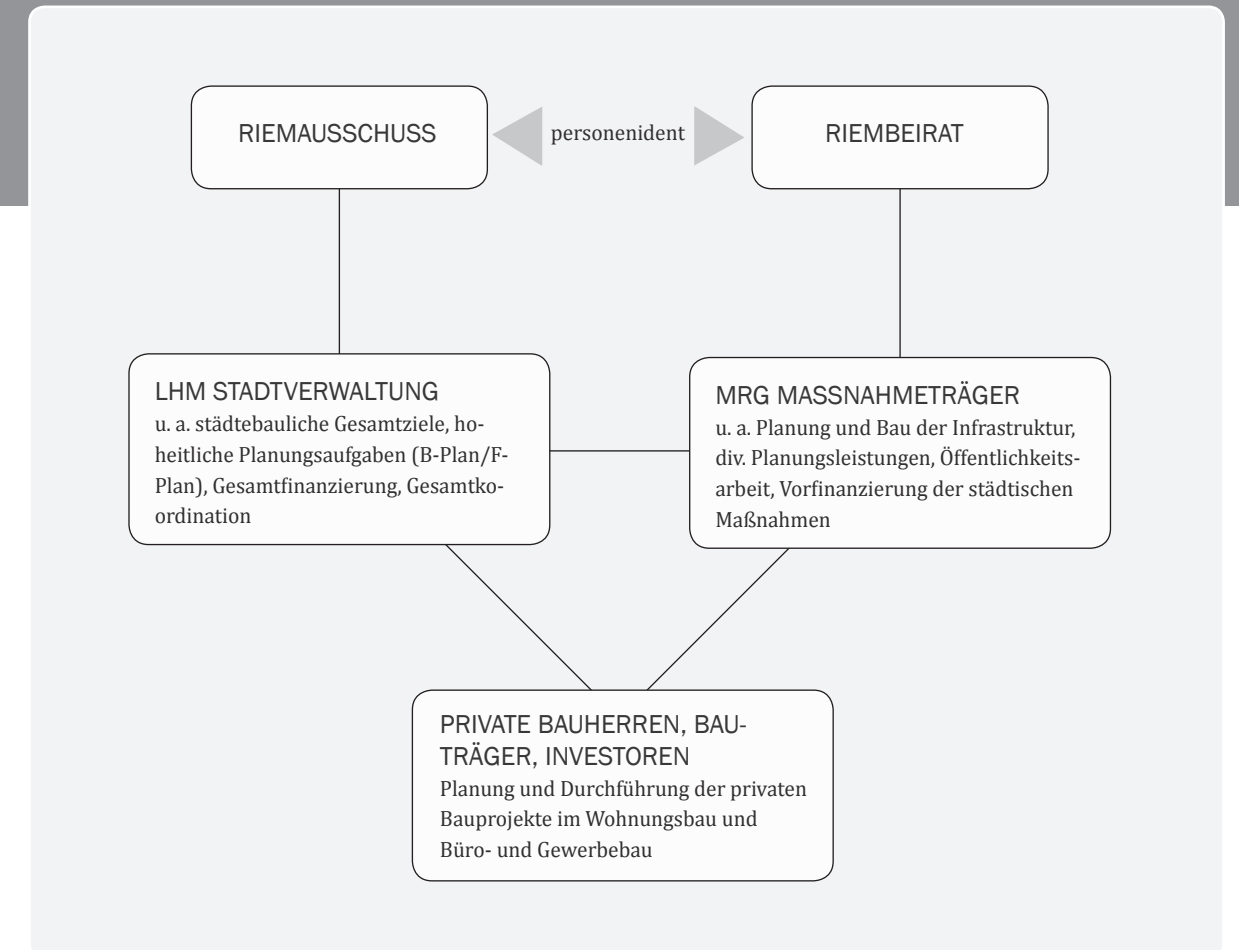 RIEMAUSSCHUSS
personenident
RIEMBEIRAT
LHM STADTVERWALTUNG
u. a. städtebauliche Gesamtziele, ho-
heitliche Planungsaufgaben (B-Plan/F-
Plan), Gesamtfinanzierung, Gesamtko-
ordination
MRG MASSNAHMETRÄGER
u. a. Planung und Bau der Infrastruktur,
div. Planungsleistungen, Öffentlichkeits-
arbeit, Vorfinanzierung der städtischen
Maßnahmen
PRIVATE BAUHERREN, BAU-
TRÄGER, INVESTOREN
Planung und Durchführung der privaten
Bauprojekte im Wohnungsbau und
Büro- und Gewerbebau